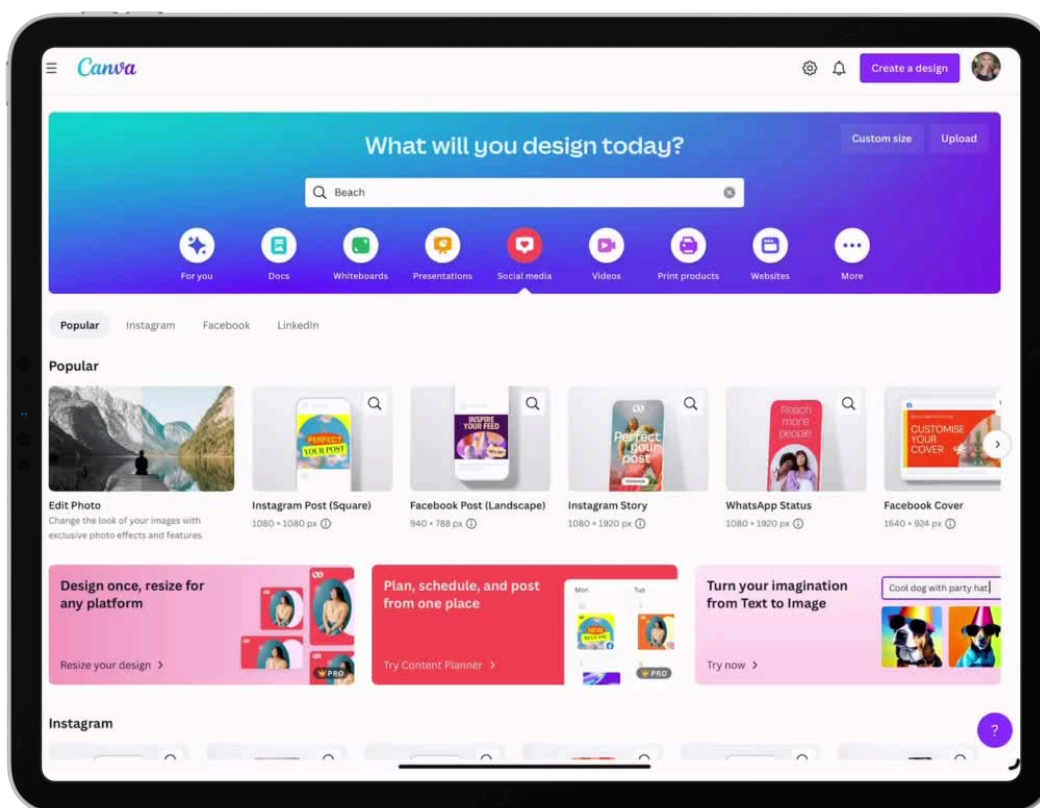 Canva
Create a design
What will you design today?
Custom size
Upload
Beach
For you
Docs
Whiteboards
Presentations
Social media
Videos
Print products
Websites
More
Popular
Instagram
Facebook
LinkedIn
Popular
PERFECT
YOUR POST
INSPIRE
YOUR FEED
Perfect
your
post
Reach
more
people
CUSTOMISE
YOUR
COVER
Edit Photo
Change the look of your images with
exclusive photo effects and features.
Instagram Post (Square)
1080 × 1080 px
Facebook Post (Landscape)
940 × 788 px
Instagram Story
1080 × 1920 px
WhatsApp Status
1080 × 1920 px
Facebook Cover
1640 × 924 px
Design once, resize for
any platform
Resize your design
PRO
Plan, schedule, and post
from one place
Try Content Planner
Mon
Tue
NEW
PRO
Turn your imagination
from Text to Image
Try now
Cool dog with party hat
Instagram
?